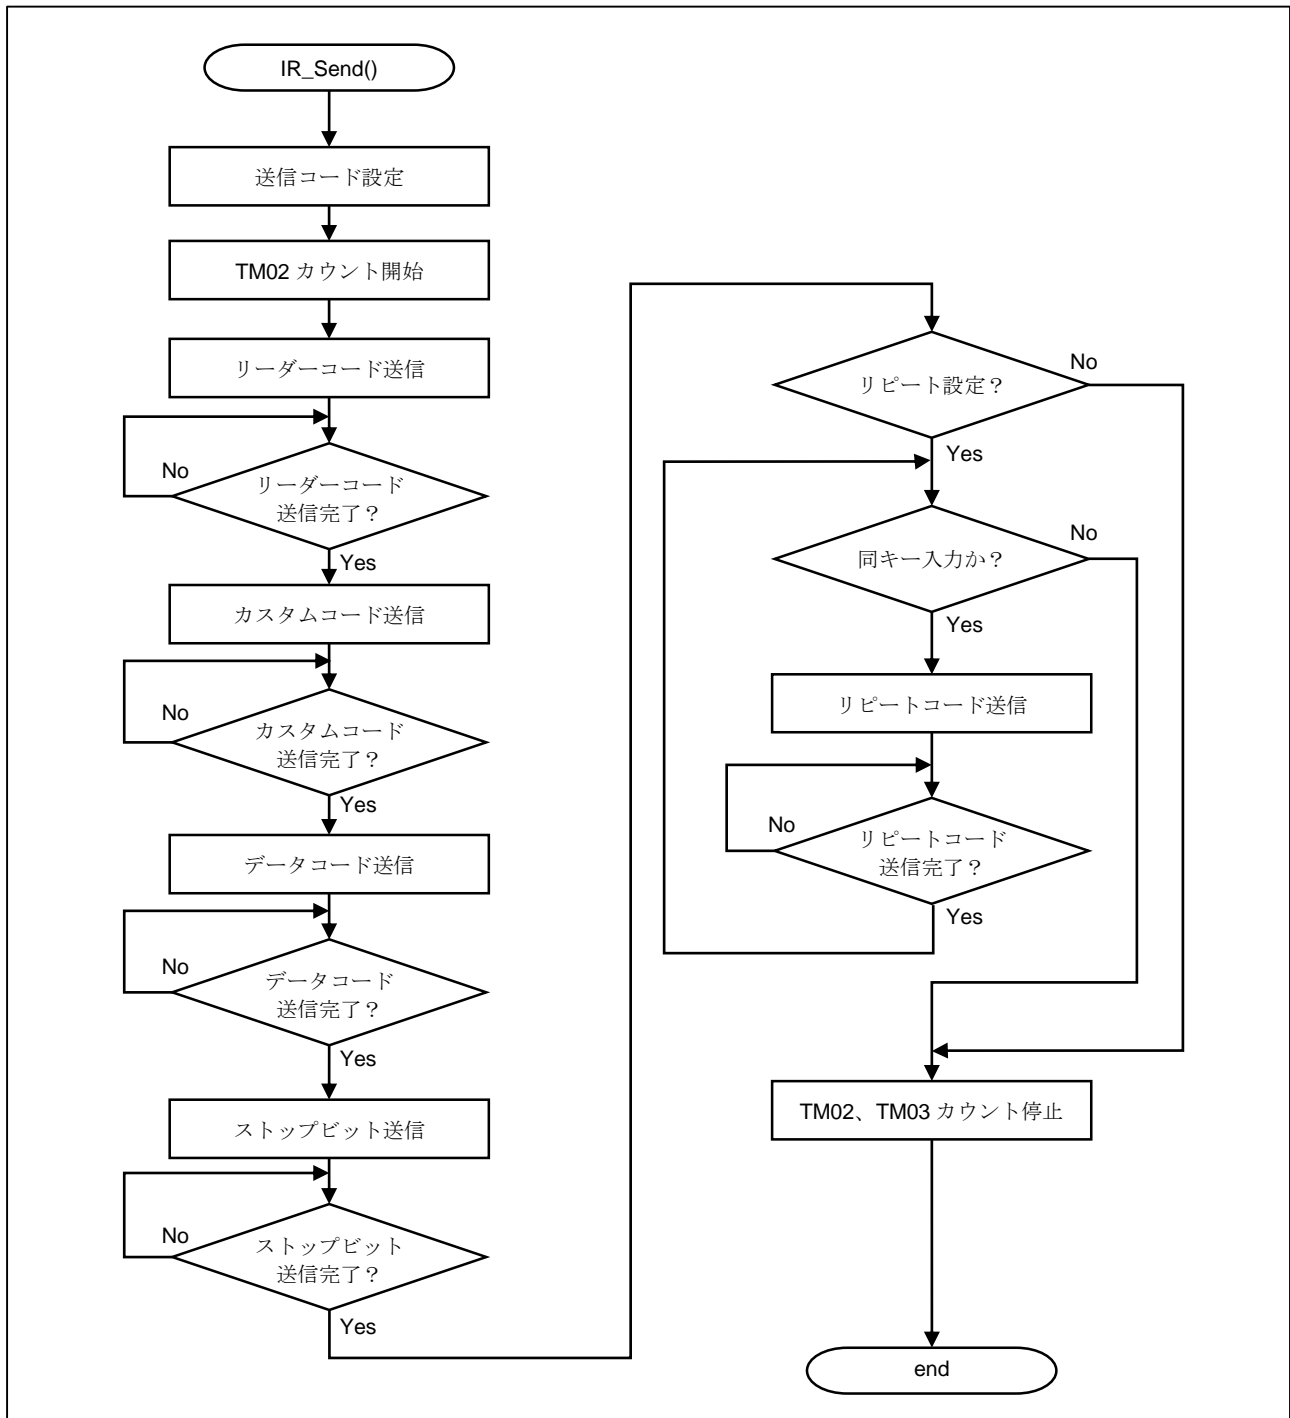 IR_Send()
送信コード設定
TM02 カウント開始
リーダーコード送信
No
リーダーコード
送信完了？
Yes
カスタムコード送信
No
カスタムコード
送信完了？
Yes
データコード送信
No
データコード
送信完了？
Yes
ストップビット送信
No
ストップビット
送信完了？
Yes
リピート設定？
No
Yes
同キー入力か？
No
Yes
リピートコード送信
No
リピートコード
送信完了？
Yes
TM02、TM03 カウント停止
end